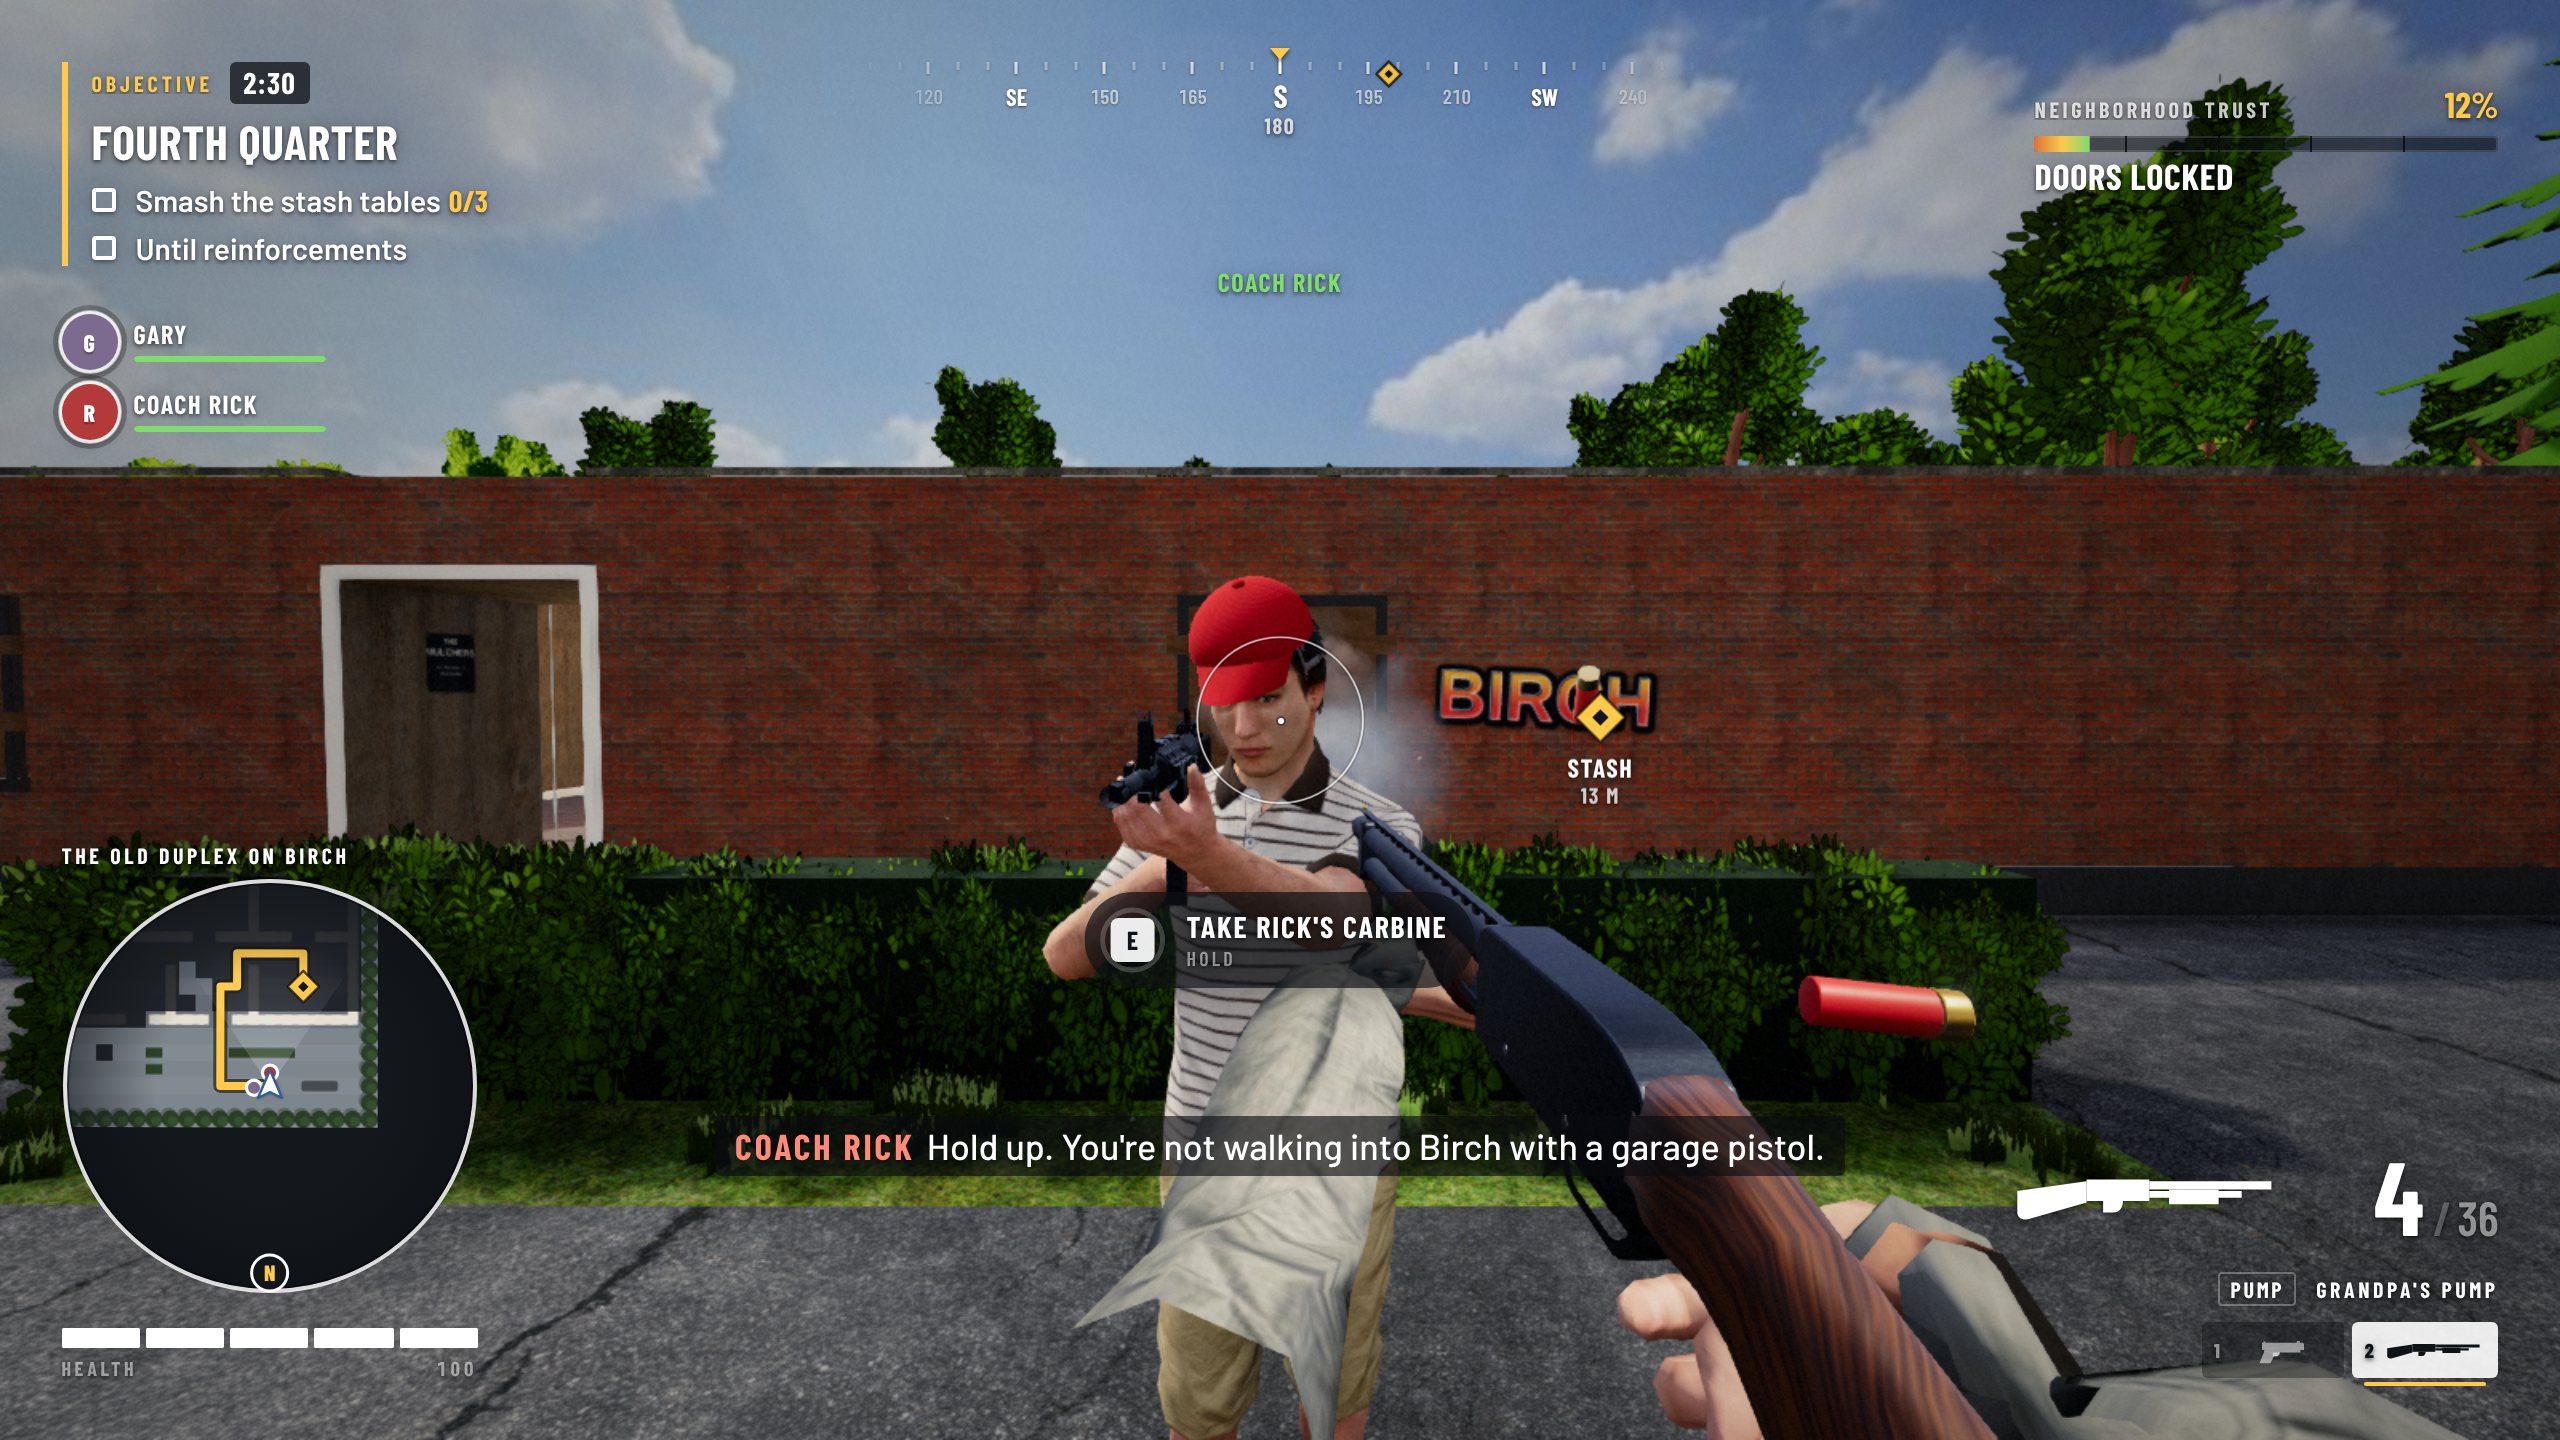 OBJECTIVE 2:30
FOURTH QUARTER
Smash the stash tables 0/3
Until reinforcements
G GARY
R COACH RICK
120 SE 150 165 S 195 210 SW 240
180
NEIGHBORHOOD TRUST 12%
DOORS LOCKED
COACH RICK
THE
MULCHERS
BIRCH
STASH
13 M
E TAKE RICK'S CARBINE
HOLD
COACH RICK Hold up. You're not walking into Birch with a garage pistol.
THE OLD DUPLEX ON BIRCH
N
HEALTH 100
4 / 36
PUMP GRANDPA'S PUMP
1 2